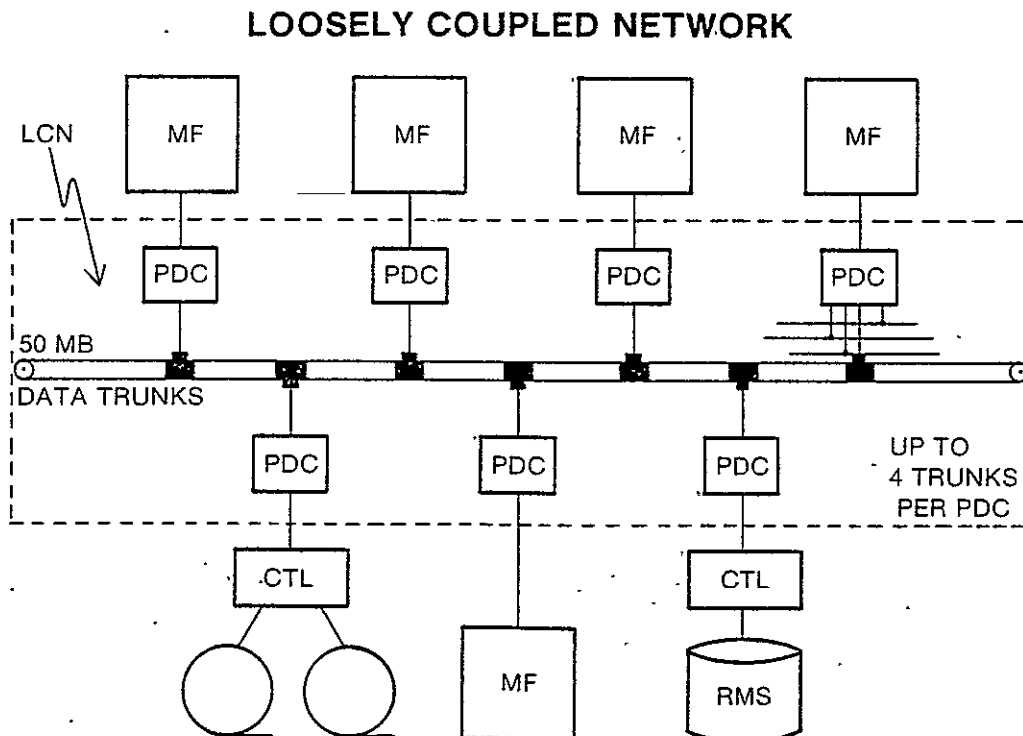 LOOSELY COUPLED NETWORK
MF
MF
MF
MF
LCN
PDC
PDC
PDC
PDC
50 MB
DATA TRUNKS
PDC
PDC
PDC
UP TO
4 TRUNKS
PER PDC
CTL
CTL
MF
RMS